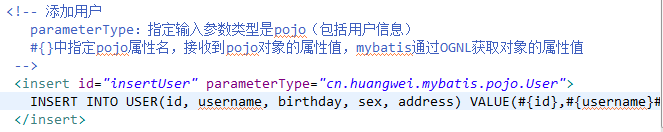 <!-- 添加用户
parameterType：指定输入参数类型是pojo（包括用户信息）
#{}中指定pojo属性名，接收到pojo对象的属性值，mybatis通过OGNL获取对象的属性值
-->
<insert id="insertUser" parameterType="cn.huangwei.mybatis.pojo.User">
INSERT INTO USER(id, username, birthday, sex, address) VALUE(#{id},#{username}#
</insert>